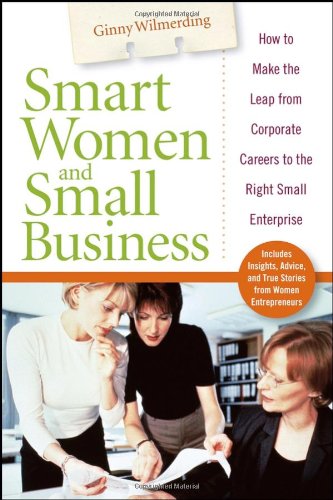 Ginny Wilmerding
How to
Make the
Leap from
Corporate
Careers to the
Right Small
Enterprise
Smart
Women
and
Small
Business
Includes
Insights, Advice,
and True Stories
from Women
Entrepreneurs